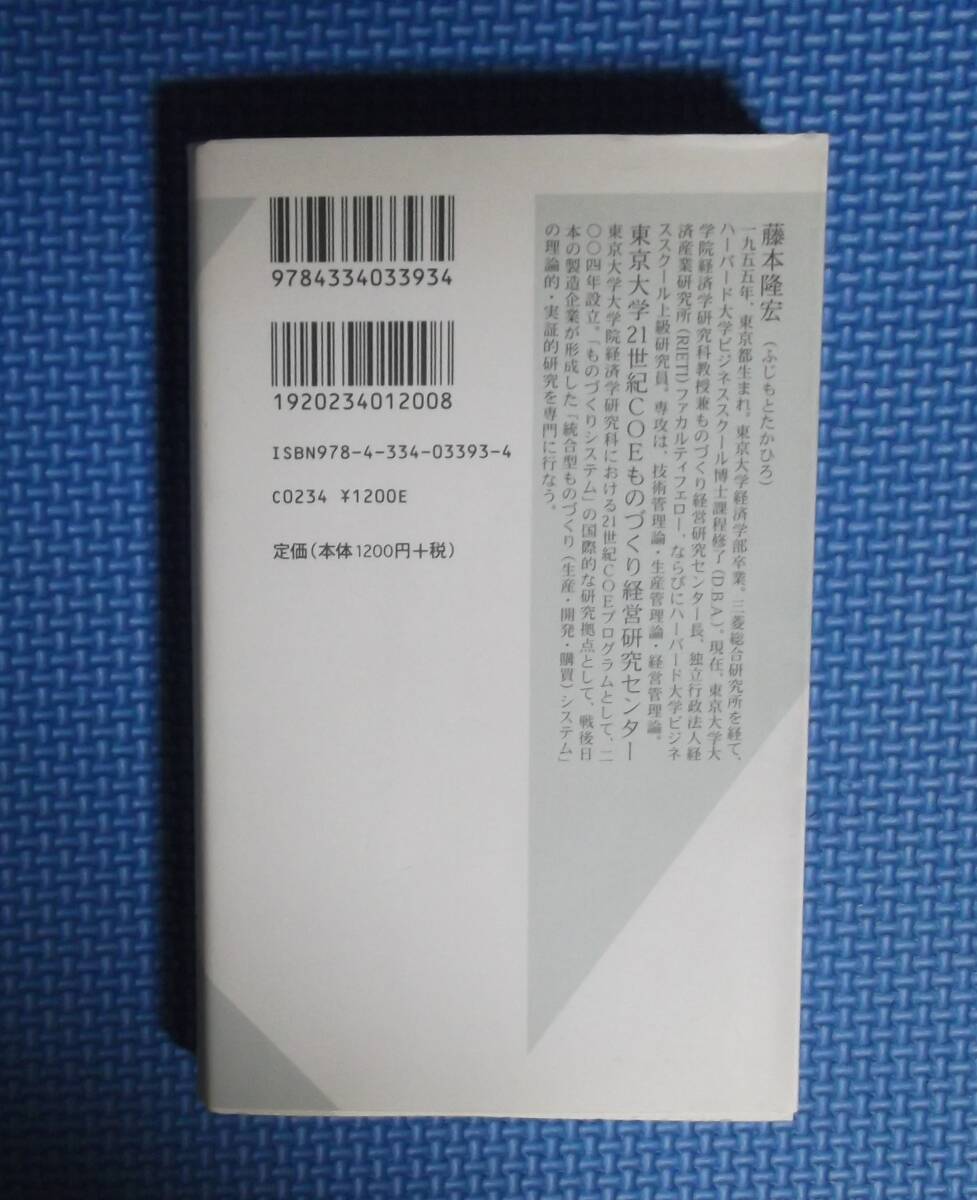 藤本隆宏（ふじもとたかひろ）
一九五五年、東京都生まれ。東京大学経済学部卒業。三菱総合研究所を経て、
ハーバード大学ビジネススクール博士課程修了（D.B.A）。現在、東京大学大
学院経済学研究科教授兼ものづくり経営研究センター長、独立行政法人経
済産業研究所（RIETI）ファカルティフェロー、ならびにハーバード大学ビジネ
ススクール上級研究員。専攻は、技術管理論・生産管理論・経営管理論。
東京大学21世紀COEものづくり経営研究センター
東京大学大学院経済学研究科における21世紀COEプログラムとして、二
〇〇四年設立。「ものづくりシステム」の国際的な研究拠点として、戦後日
本の製造企業が形成した「統合型ものづくり（生産・開発・購買）システム」
の理論的・実証的研究を専門に行なう。
9784334033934
1920234012008
ISBN978-4-334-03393-4
C0234 ¥1200E
定価（本体1200円+税）